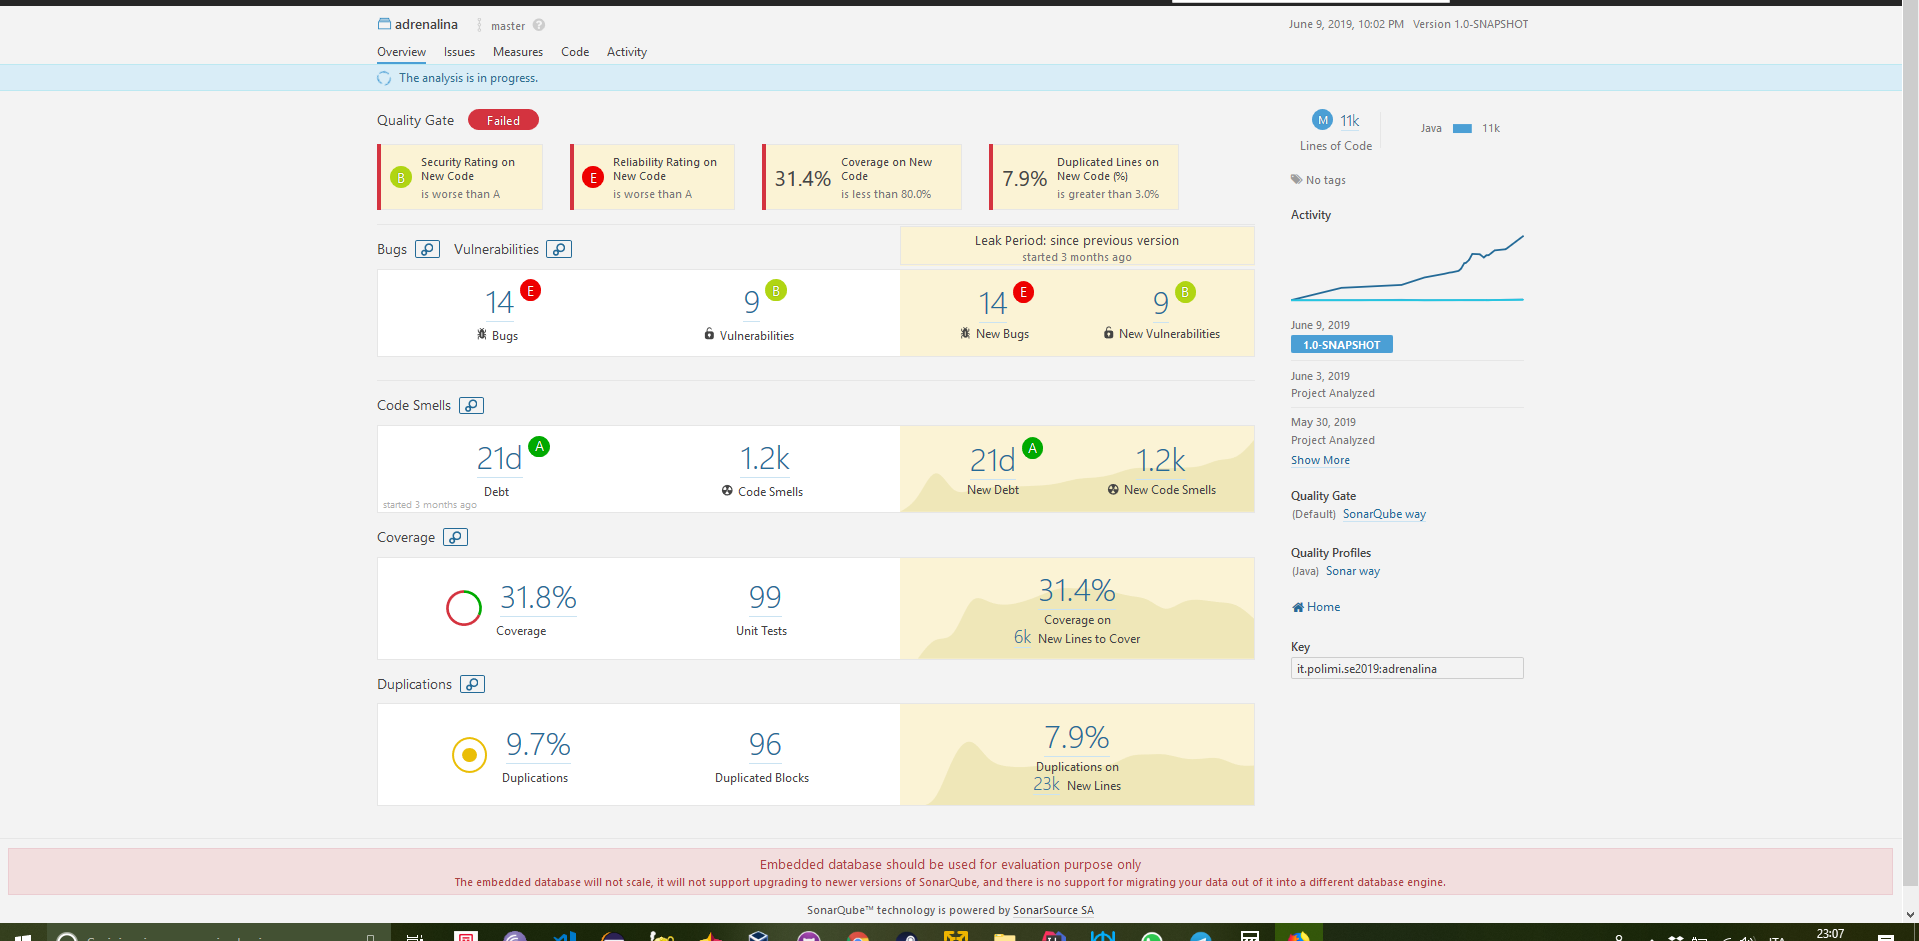 adrenalina master ?
June 9, 2019, 10:02 PM Version 1.0-SNAPSHOT
Overview Issues Measures Code Activity
The analysis is in progress.
Quality Gate Failed
B Security Rating on
New Code
is worse than A
E Reliability Rating on
New Code
is worse than A
31.4% Coverage on New
Code
is less than 80.0%
7.9% Duplicated Lines on
New Code (%)
is greater than 3.0%
Bugs Vulnerabilities
Leak Period: since previous version
started 3 months ago
14 E
Bugs
9 B
Vulnerabilities
14 E
New Bugs
9 B
New Vulnerabilities
Code Smells
21d A
Debt
1.2k
Code Smells
started 3 months ago
21d A
New Debt
1.2k
New Code Smells
Coverage
31.8%
Coverage
99
Unit Tests
31.4%
Coverage on
6k New Lines to Cover
Duplications
9.7%
Duplications
96
Duplicated Blocks
7.9%
Duplications on
23k New Lines
M 11k
Lines of Code
Java 11k
No tags
Activity
June 9, 2019
1.0-SNAPSHOT
June 3, 2019
Project Analyzed
May 30, 2019
Project Analyzed
Show More
Quality Gate
(Default) SonarQube way
Quality Profiles
(Java) Sonar way
Home
Key
it.polimi.se2019:adrenalina
Embedded database should be used for evaluation purpose only
The embedded database will not scale, it will not support upgrading to newer versions of SonarQube, and there is no support for migrating your data out of it into a different database engine.
SonarQube™ technology is powered by SonarSource SA
23:07